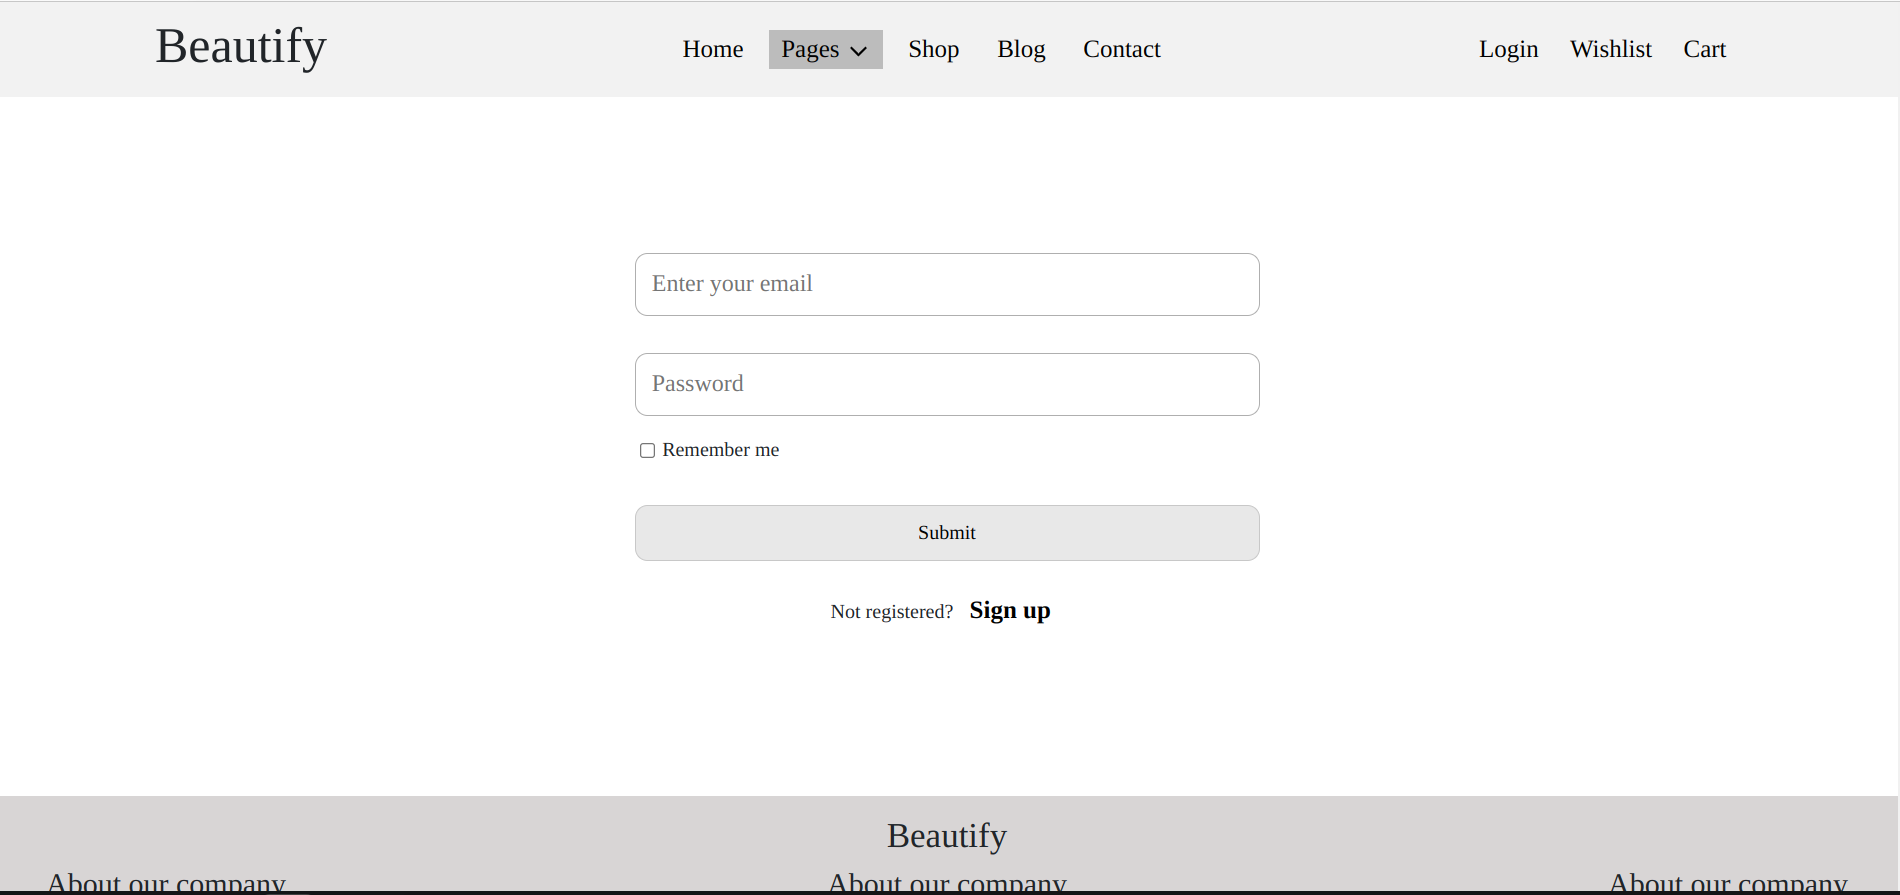 Beautify Home Pages Shop Blog Contact Login Wishlist Cart
Enter your email
Password
Remember me
Submit
Not registered? Sign up
Beautify
About our company About our company About our company